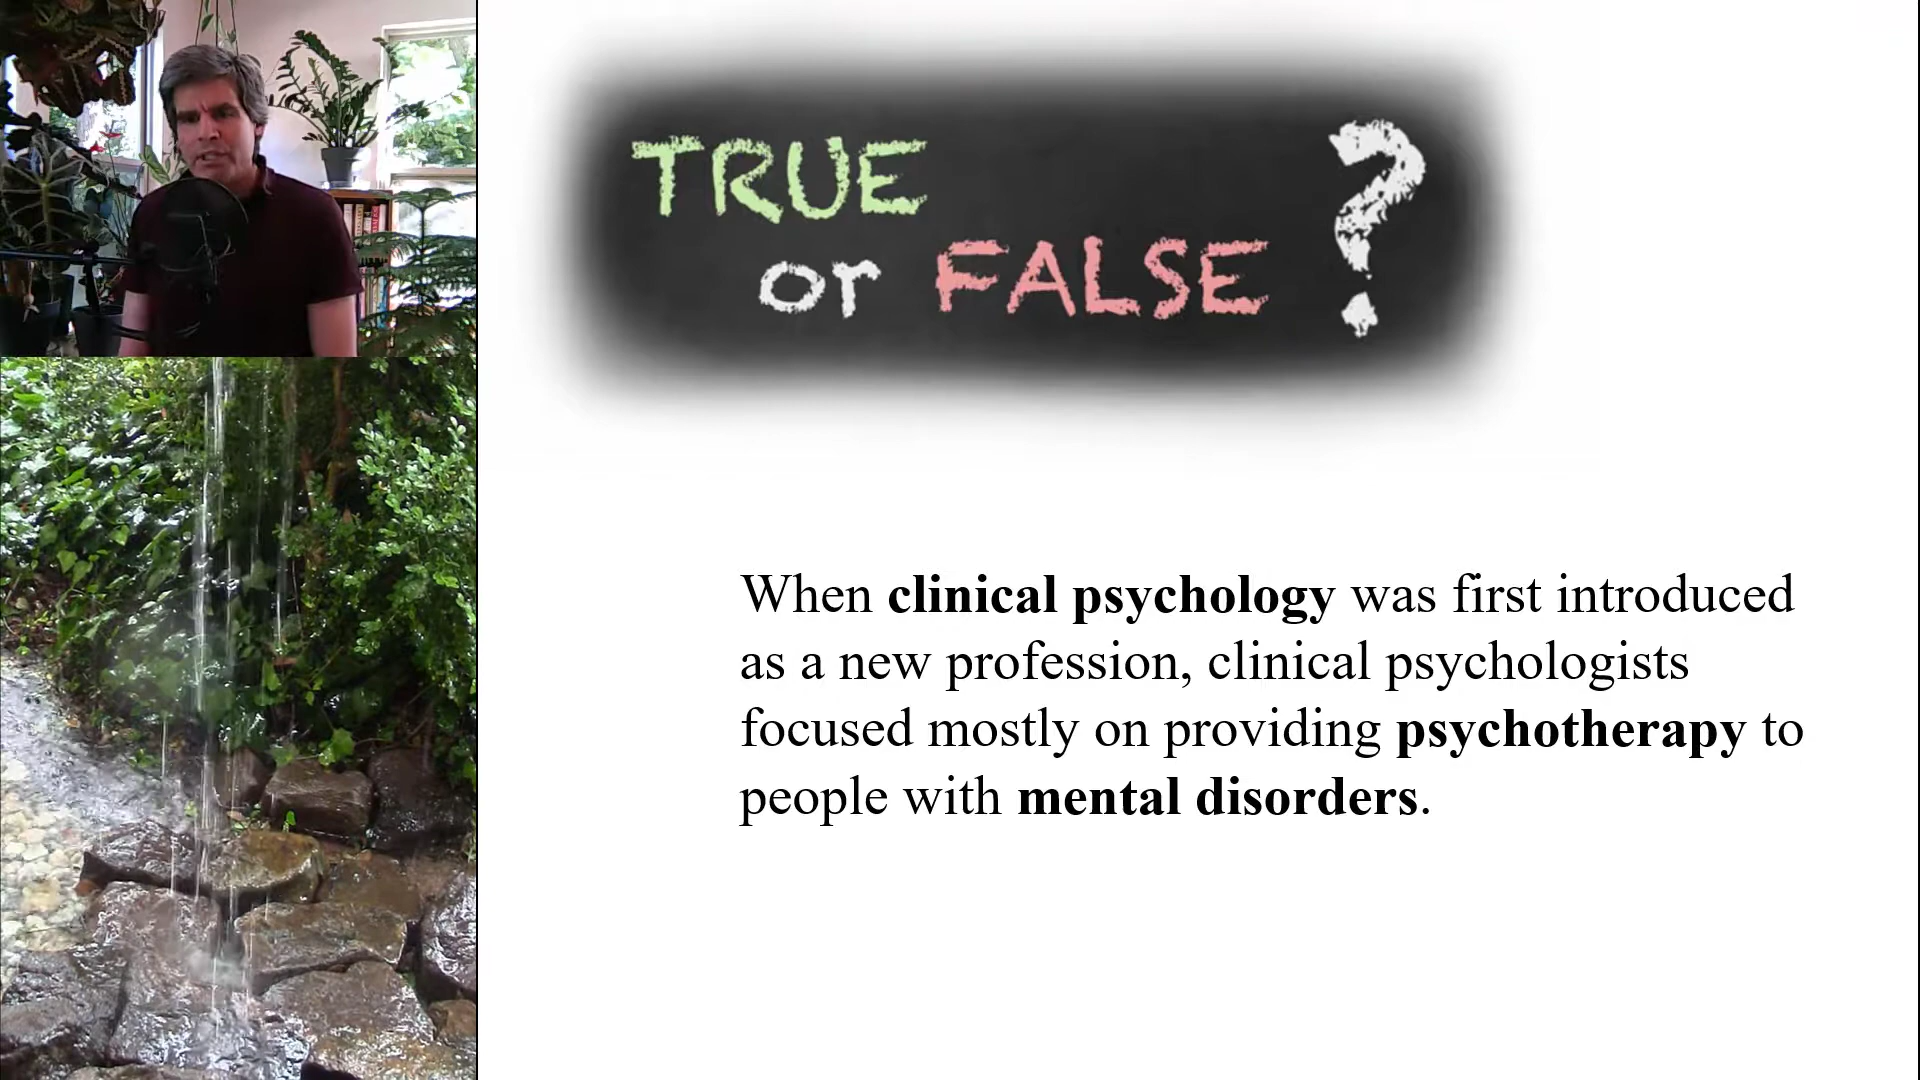 TRUE
or FALSE ?
When clinical psychology was first introduced
as a new profession, clinical psychologists
focused mostly on providing psychotherapy to
people with mental disorders.